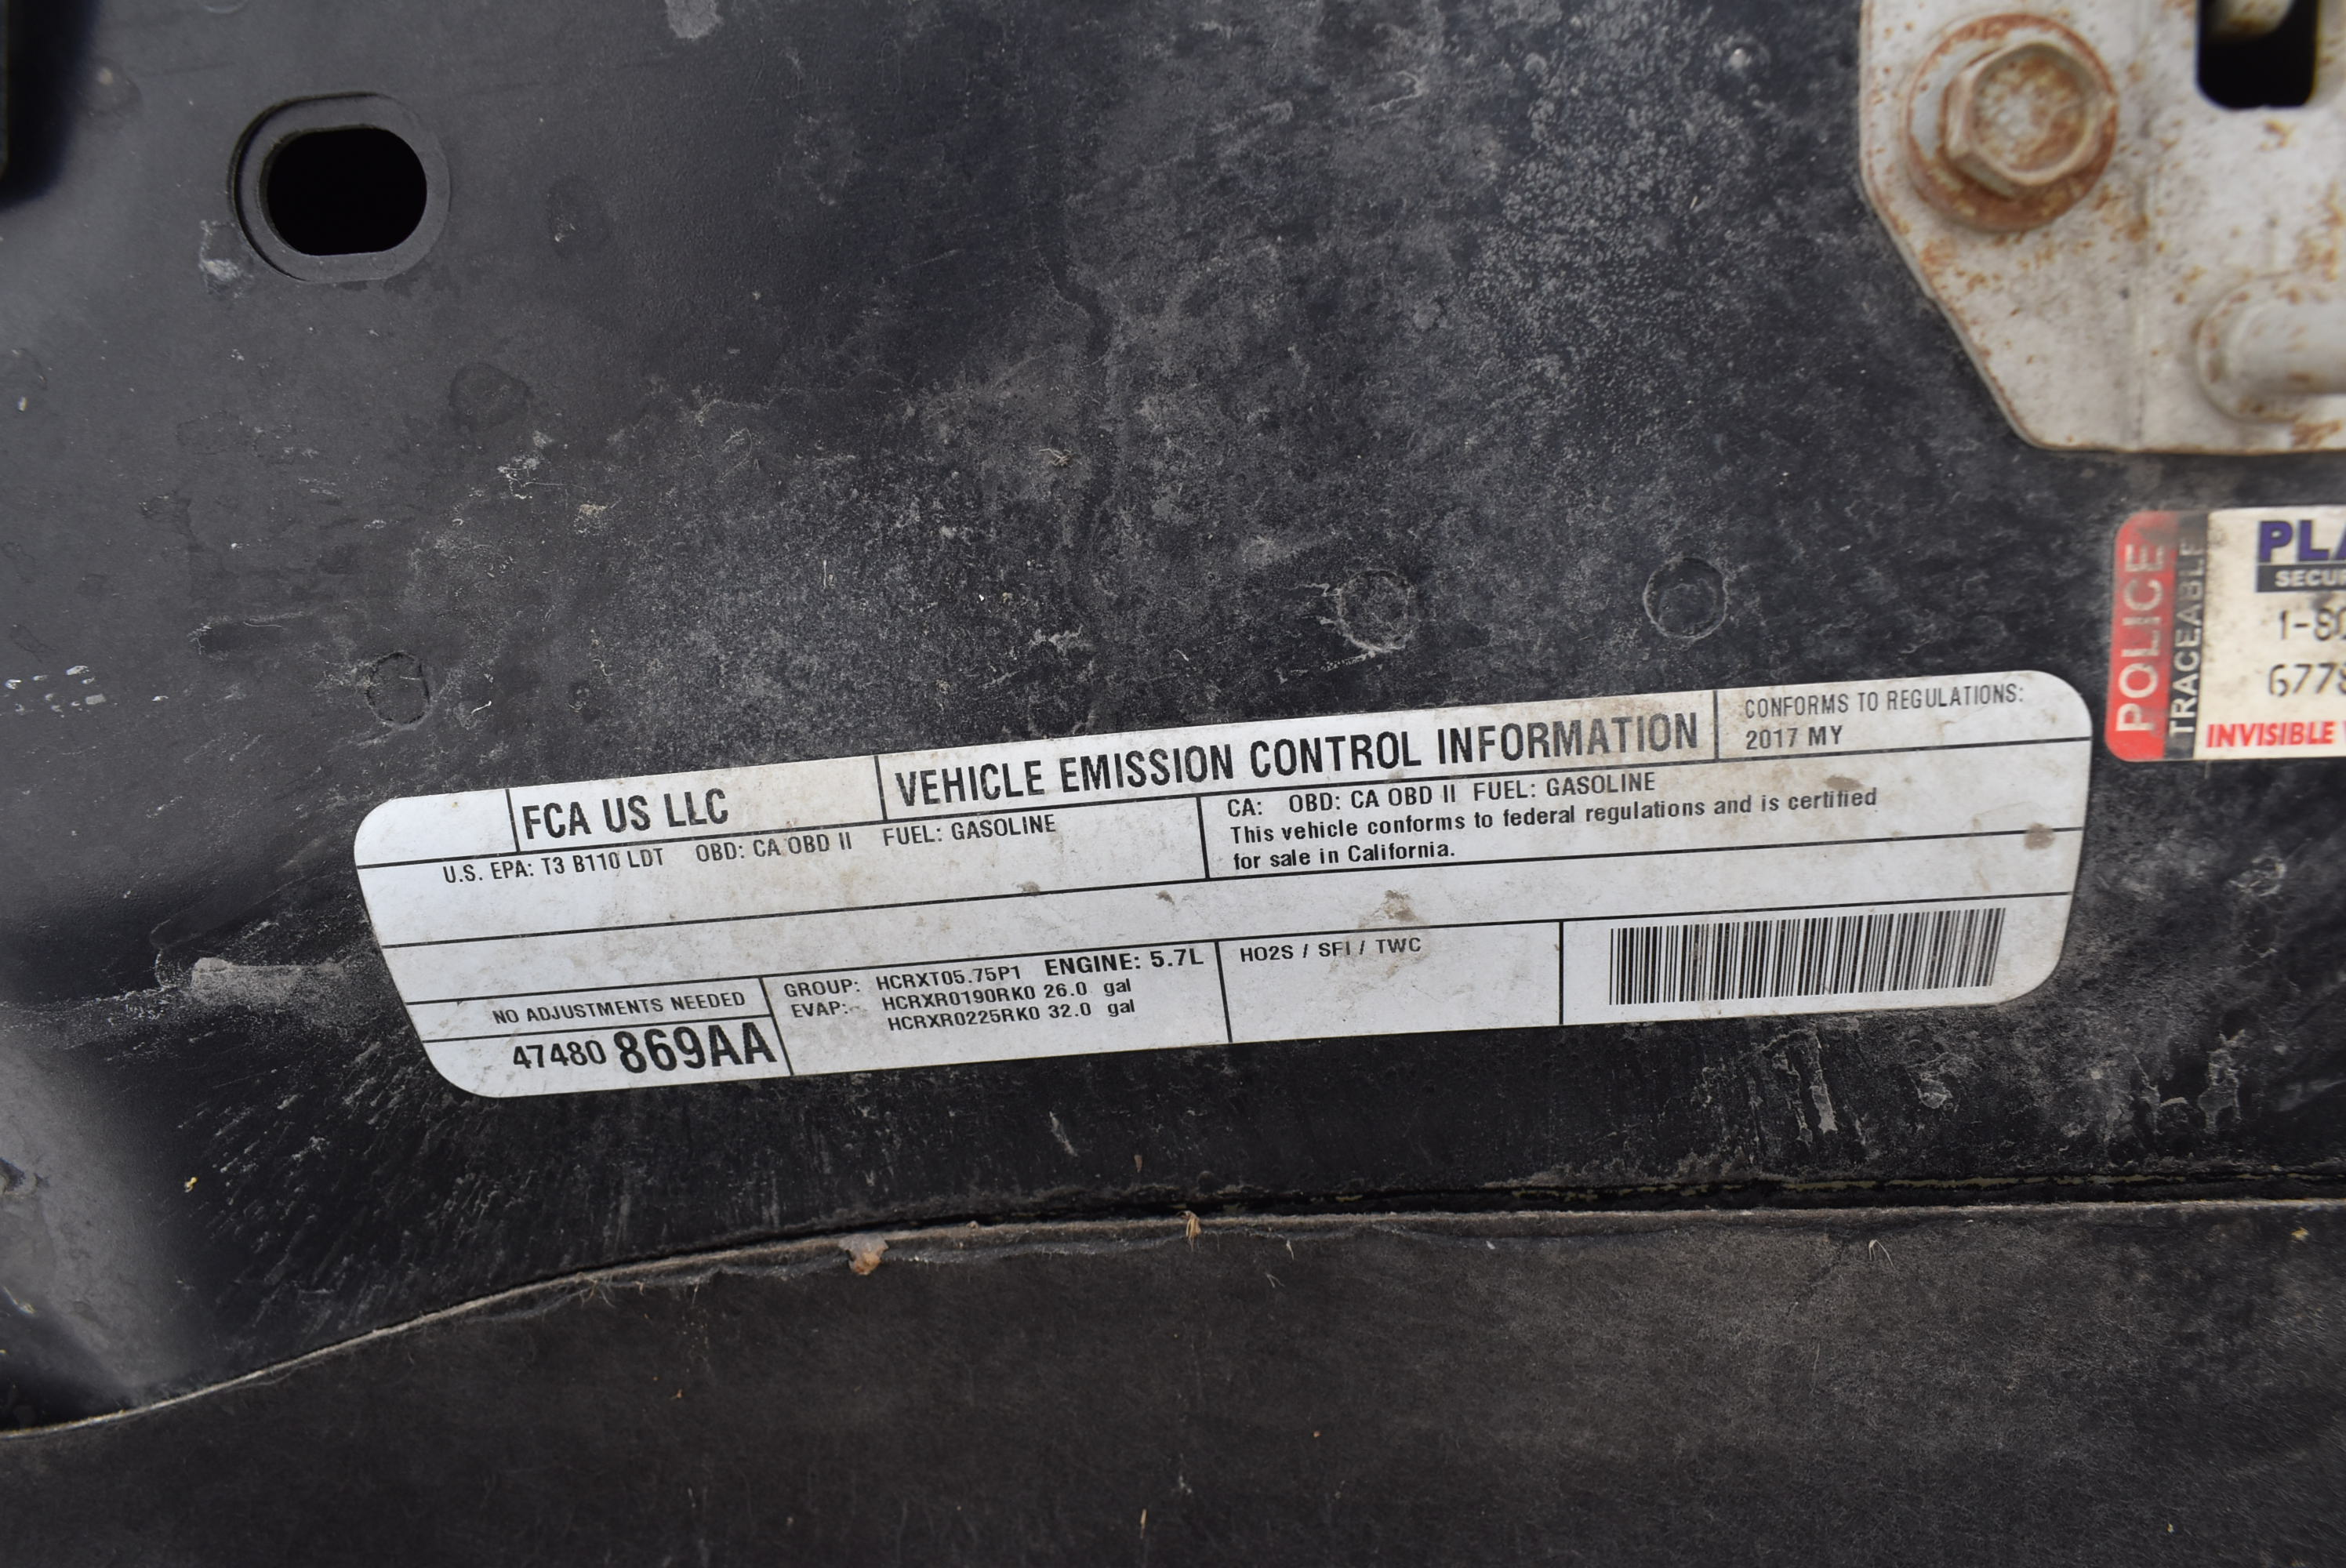 FCA US LLC
VEHICLE EMISSION CONTROL INFORMATION
CONFORMS TO REGULATIONS:
2017 MY
U.S. EPA: T3 B110 LDT OBD: CA OBD II FUEL: GASOLINE
CA: OBD: CA OBD II FUEL: GASOLINE
This vehicle conforms to federal regulations and is certified
for sale in California.
NO ADJUSTMENTS NEEDED
47480 869AA
GROUP: HCRXT05.75P1 ENGINE: 5.7L
EVAP: HCRXR0190RK0 26.0 gal
HCRXR0225RK0 32.0 gal
HO2S / SFI / TWC
POLICE
TRACEABLE
INVISIBLE